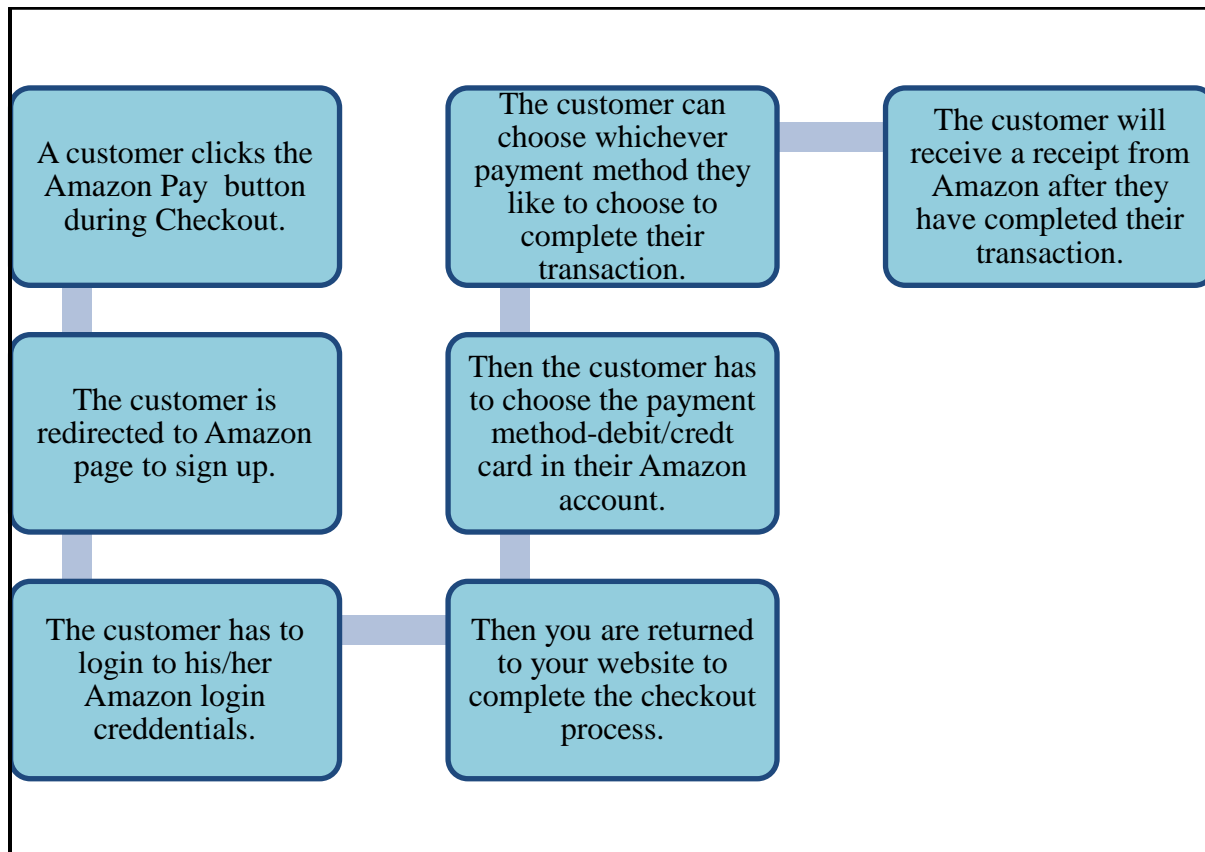 A customer clicks the
Amazon Pay  button
during Checkout.
The customer is
redirected to Amazon
page to sign up.
The customer has to
login to his/her
Amazon login
creddentials.
Then you are returned
to your website to
complete the checkout
process.
Then the customer has
to choose the payment
method-debit/credt
card in their Amazon
account.
The customer can
choose whichever
payment method they
like to choose to
complete their
transaction.
The customer will
receive a receipt from
Amazon after they
have completed their
transaction.